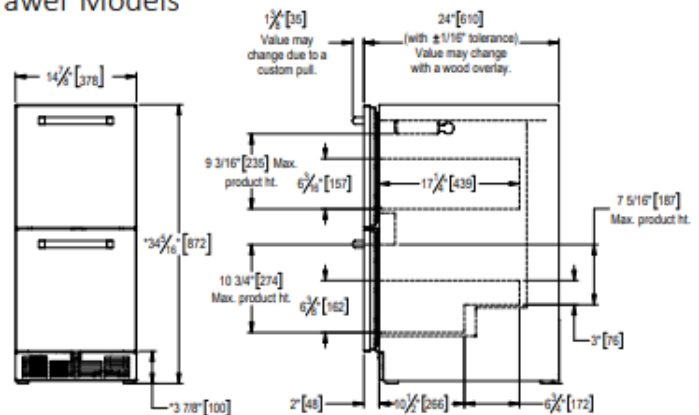 awer Models
1⅜"[35]
Value may
change due to a
custom pull.
24"[610]
(with ±1/16" tolerance)
Value may change
with a wood overlay.
14⅞"[378]
9 3/16"[235] Max.
product ht.
6³⁄₁₆"[157]
17¼"[439]
7 5/16"[187]
Max. product ht.
*34⁵⁄₁₆"[872]
10 3/4"[274]
Max. product ht.
6⅜"[162]
3"[76]
*3 7/8"[100]
2"[48]
10½"[266]
6¾"[172]